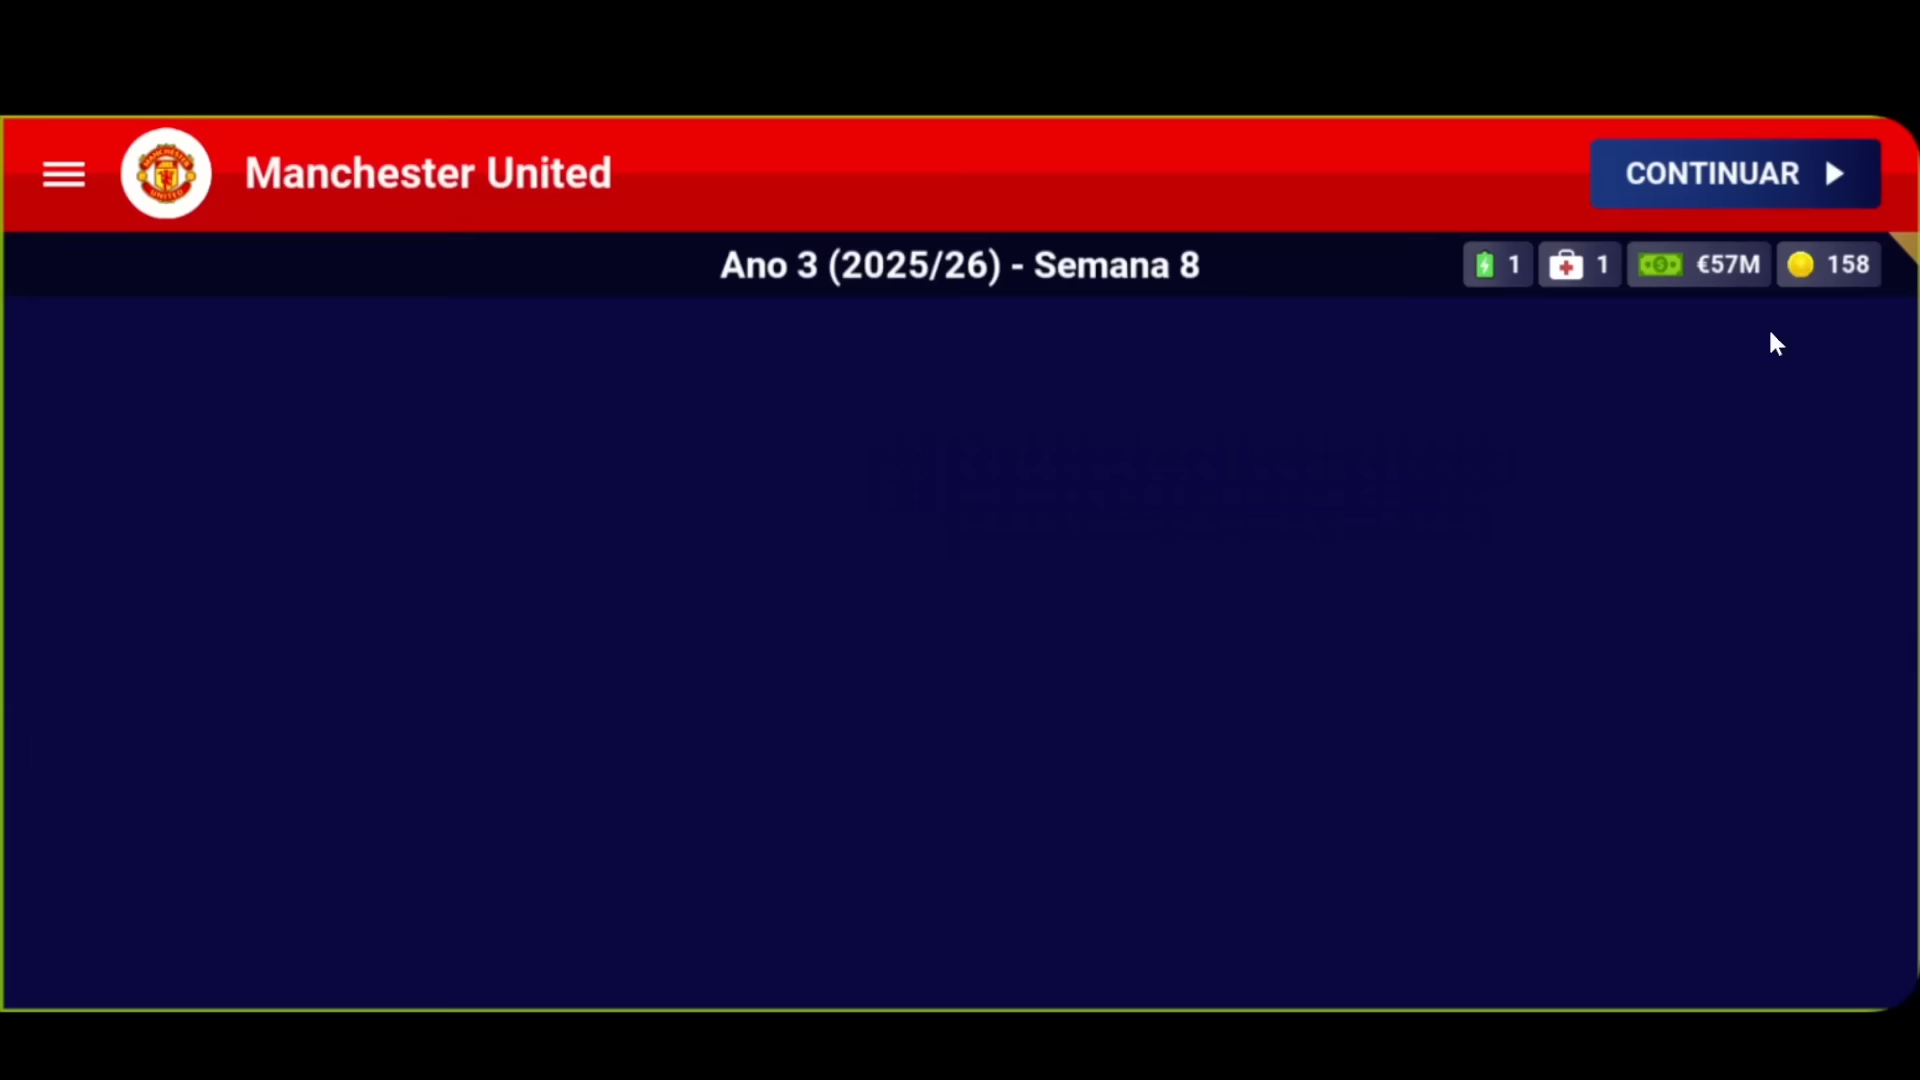 Manchester United
CONTINUAR
Ano 3 (2025/26) - Semana 8
1
1
€57M
158